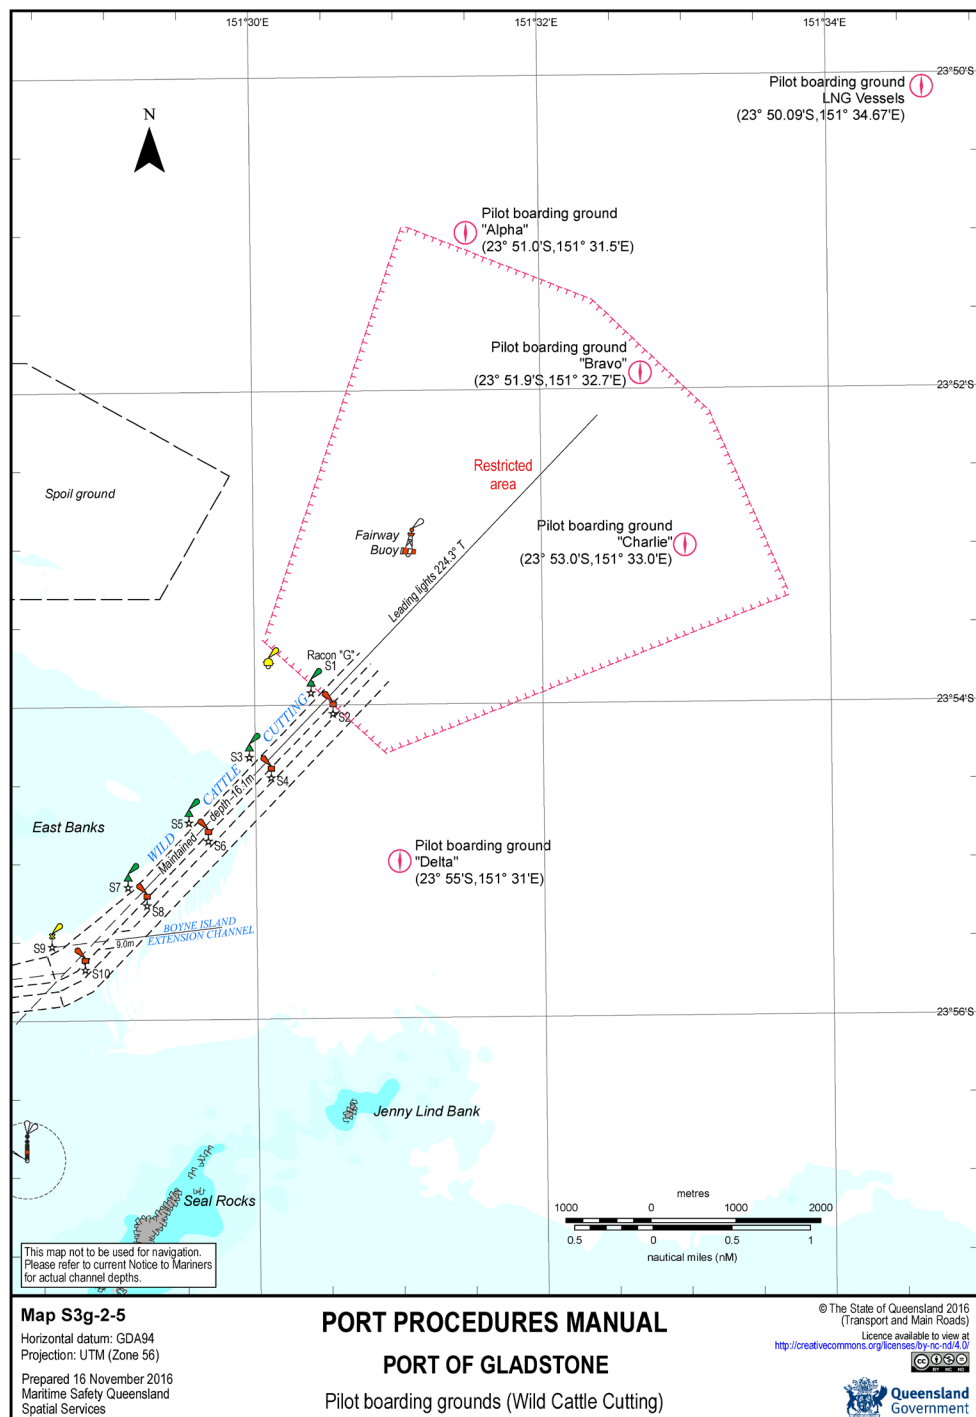 151°30'E
151°32'E
151°34'E
23°50'S
Pilot boarding ground
LNG Vessels
(23° 50.09'S,151° 34.67'E)
N
Pilot boarding ground
"Alpha"
(23° 51.0'S,151° 31.5'E)
Pilot boarding ground
"Bravo"
(23° 51.9'S,151° 32.7'E)
23°52'S
Restricted
area
Spoil ground
Fairway
Buoy
Pilot boarding ground
"Charlie"
(23° 53.0'S,151° 33.0'E)
Leading lights 224.3° T
Racon "G"
S1
S2
23°54'S
WILD CATTLE CUTTING
S3
S4
Maintained depth-16.1m
S5
S6
East Banks
Pilot boarding ground
"Delta"
(23° 55'S,151° 31'E)
S7
S8
BOYNE ISLAND
EXTENSION CHANNEL
9.0m
S9
S10
23°56'S
Jenny Lind Bank
Seal Rocks
metres
1000 0 1000 2000
0.5 0 0.5 1
nautical miles (nM)
This map not to be used for navigation.
Please refer to current Notice to Mariners
for actual channel depths.
Map S3g-2-5
Horizontal datum: GDA94
Projection: UTM (Zone 56)
Prepared 16 November 2016
Maritime Safety Queensland
Spatial Services
PORT PROCEDURES MANUAL
PORT OF GLADSTONE
Pilot boarding grounds (Wild Cattle Cutting)
© The State of Queensland 2016
(Transport and Main Roads)
Licence available to view at
http://creativecommons.org/licenses/by-nc-nd/4.0/
cc
BY NC ND
Queensland
Government